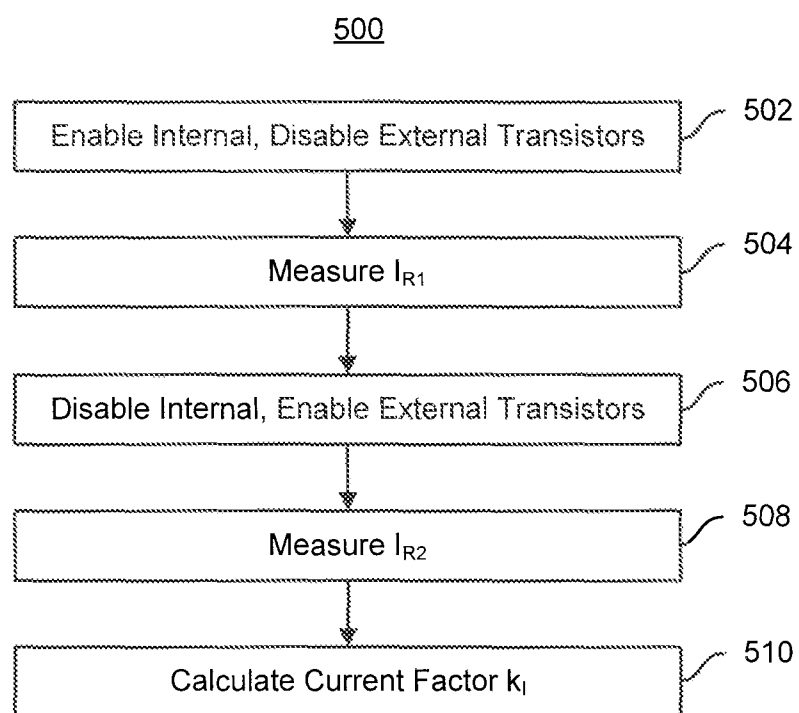 500
Enable Internal, Disable External Transistors
502
Measure I_R1
504
Disable Internal, Enable External Transistors
506
Measure I_R2
508
Calculate Current Factor k_I
510